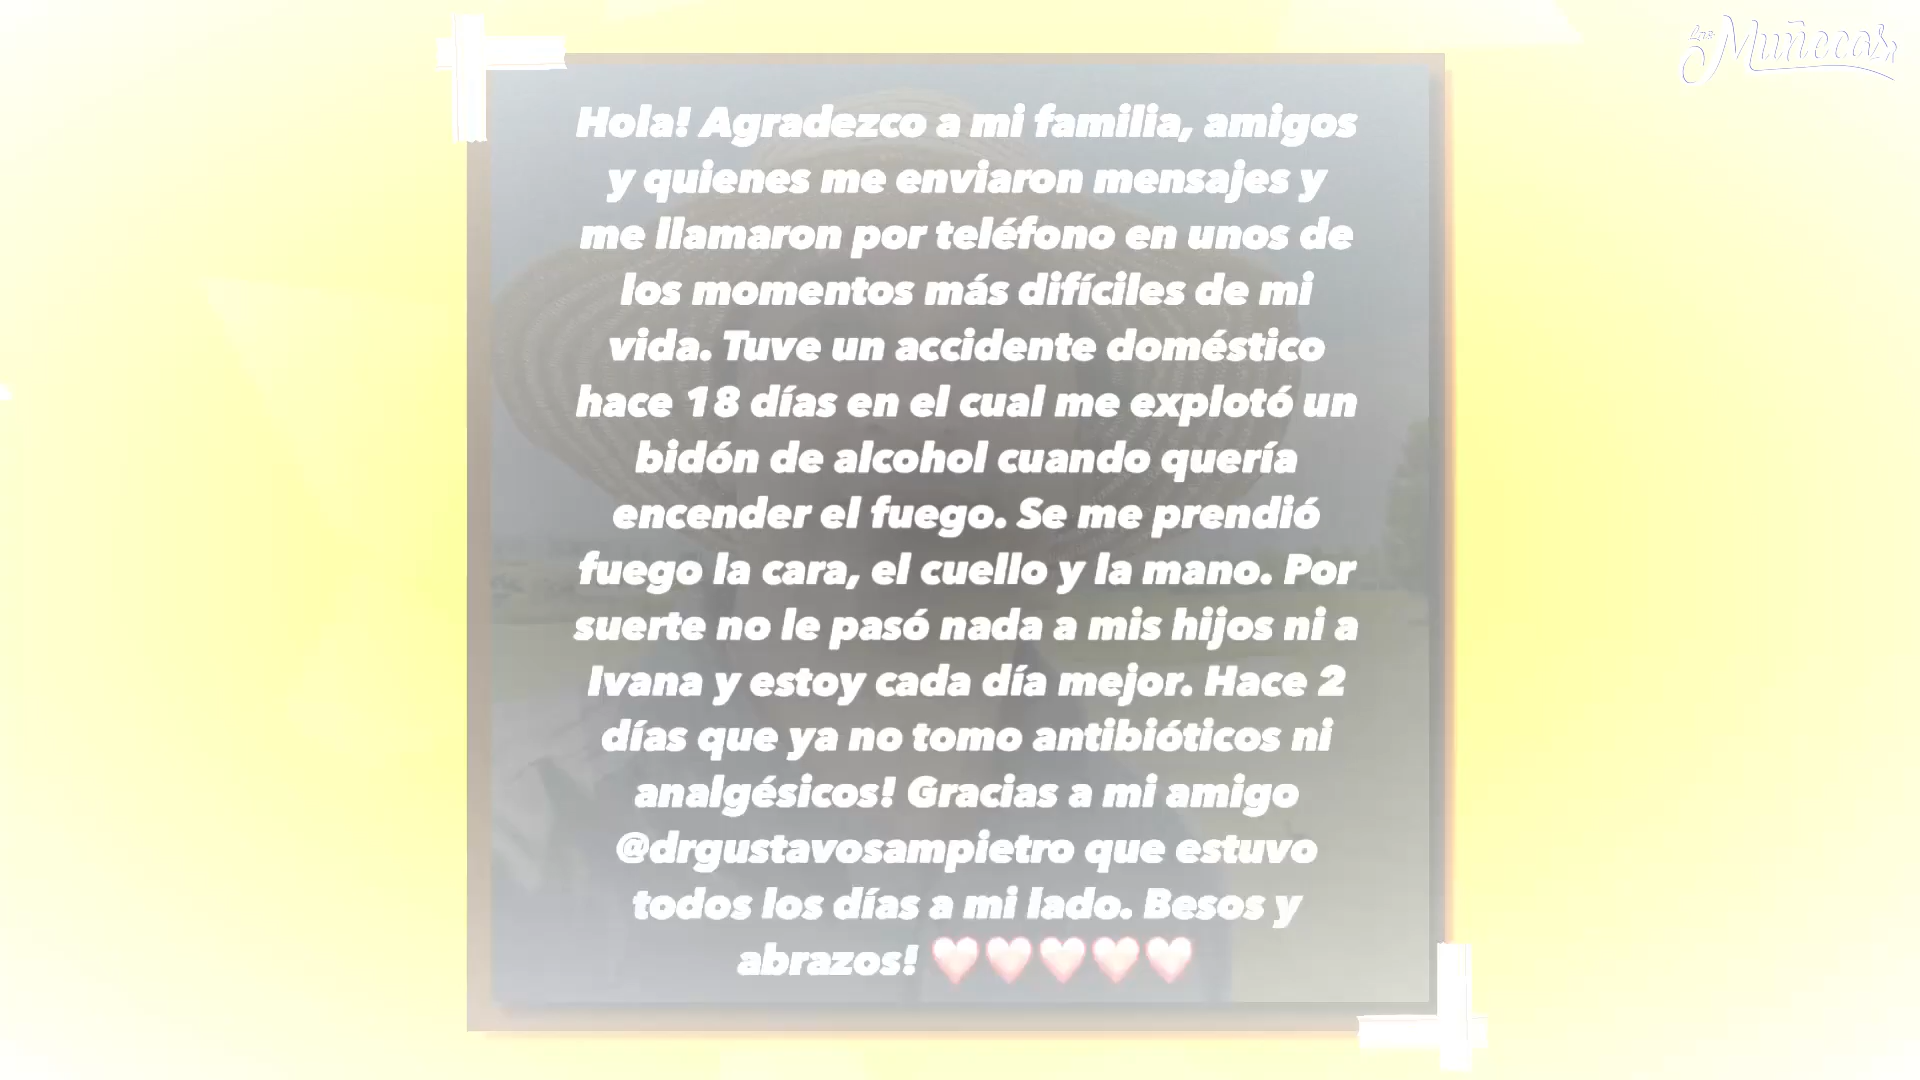 Las Muñecas
Hola! Agradezco a mi familia, amigos
y quienes me enviaron mensajes y
me llamaron por teléfono en unos de
los momentos más difíciles de mi
vida. Tuve un accidente doméstico
hace 18 días en el cual me explotó un
bidón de alcohol cuando quería
encender el fuego. Se me prendió
fuego la cara, el cuello y la mano. Por
suerte no le pasó nada a mis hijos ni a
Ivana y estoy cada día mejor. Hace 2
días que ya no tomo antibióticos ni
analgésicos! Gracias a mi amigo
@drgustavosampietro que estuvo
todos los días a mi lado. Besos y
abrazos! 🤍🤍🤍🤍🤍